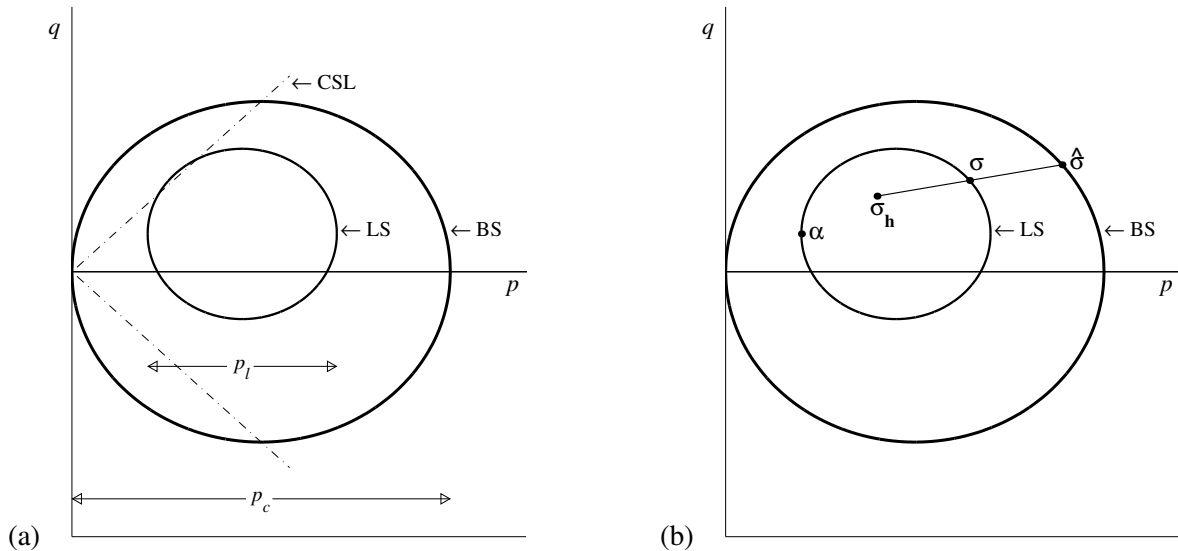 q
← CSL
← LS
← BS
p
p_l
p_c
(a)
q
σ̂
σ
σ_h
α
← LS
← BS
p
(b)